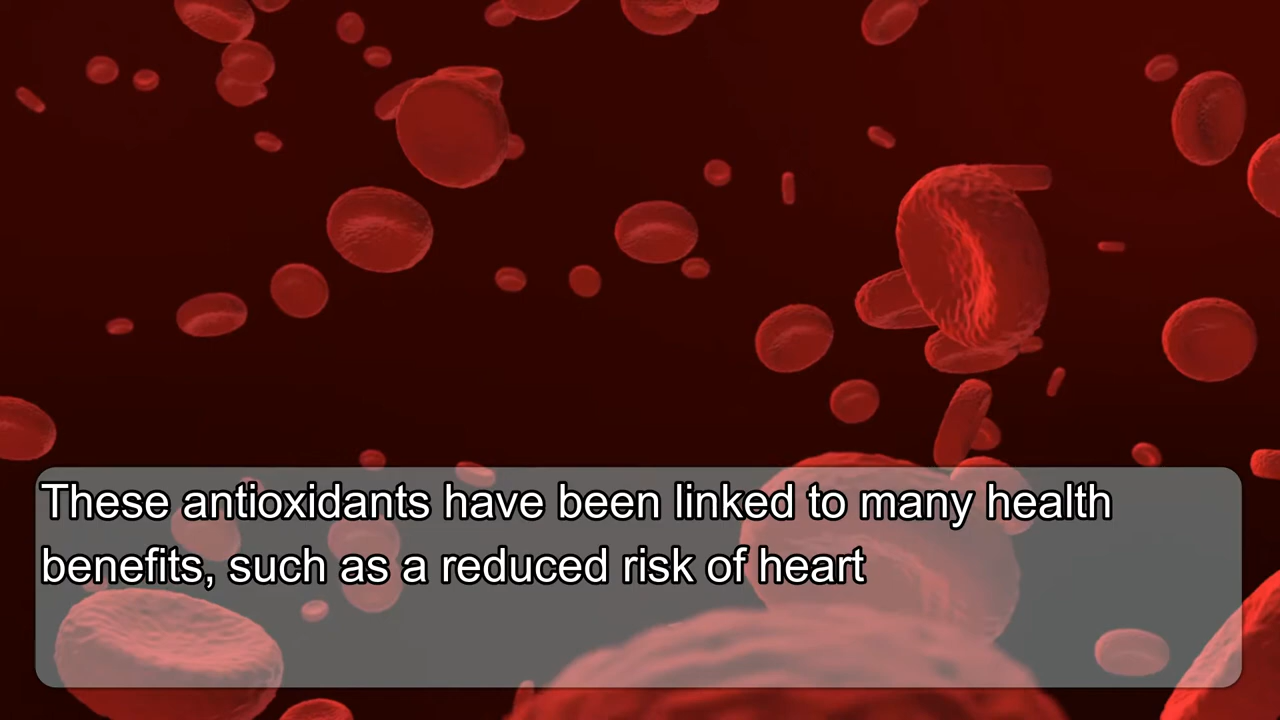 These antioxidants have been linked to many health
benefits, such as a reduced risk of heart